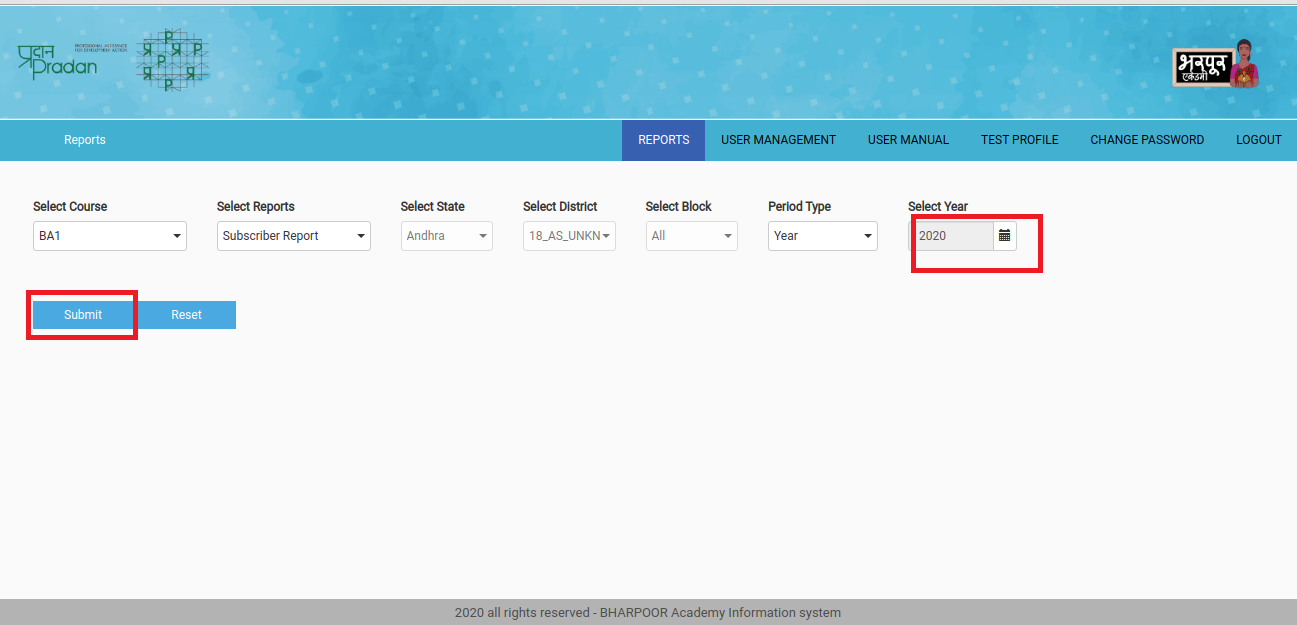 प्रदान
Pradan
PROFESSIONAL ASSISTANCE
FOR DEVELOPMENT ACTION
P
प्र प्र P
P
प्र प्र
P
भरपूर
एकेडमी
Reports
REPORTS USER MANAGEMENT USER MANUAL TEST PROFILE CHANGE PASSWORD LOGOUT
Select Course Select Reports Select State Select District Select Block Period Type Select Year
BA1 Subscriber Report Andhra 18_AS_UNKN All Year 2020
Submit Reset
2020 all rights reserved - BHARPOOR Academy Information system